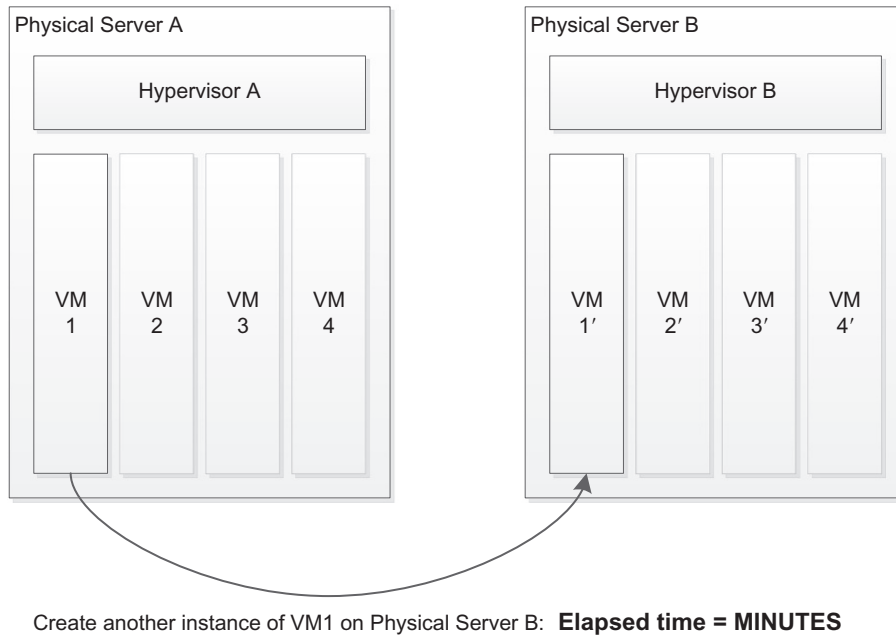 Physical Server A
Hypervisor A
VM
1
VM
2
VM
3
VM
4
Physical Server B
Hypervisor B
VM
1′
VM
2′
VM
3′
VM
4′
Create another instance of VM1 on Physical Server B: Elapsed time = MINUTES